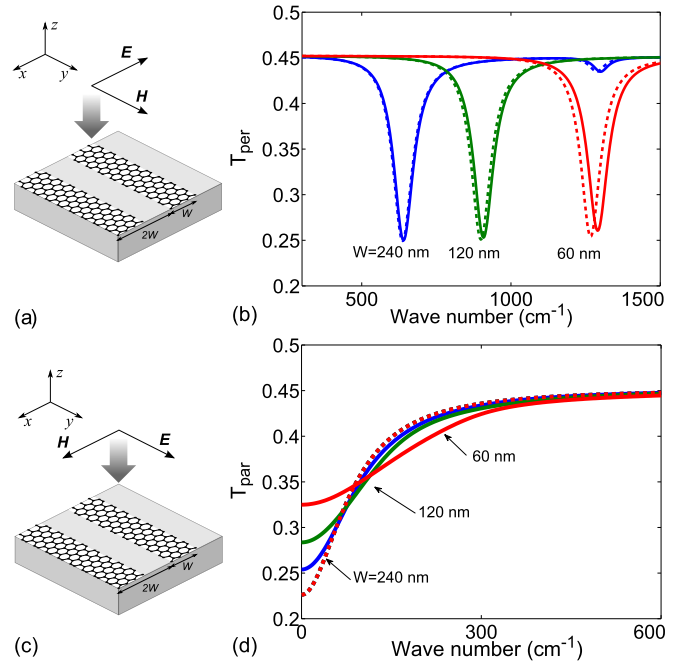 z
x
y
E
H
2W
W
(a)
0.5
0.45
0.4
0.35
0.3
0.25
0.2
T_per
W=240 nm
120 nm
60 nm
500
1000
1500
Wave number (cm⁻¹)
(b)
z
x
y
H
E
2W
W
(c)
0.5
0.45
0.4
0.35
0.3
0.25
0.2
T_par
60 nm
120 nm
W=240 nm
0
300
600
Wave number (cm⁻¹)
(d)